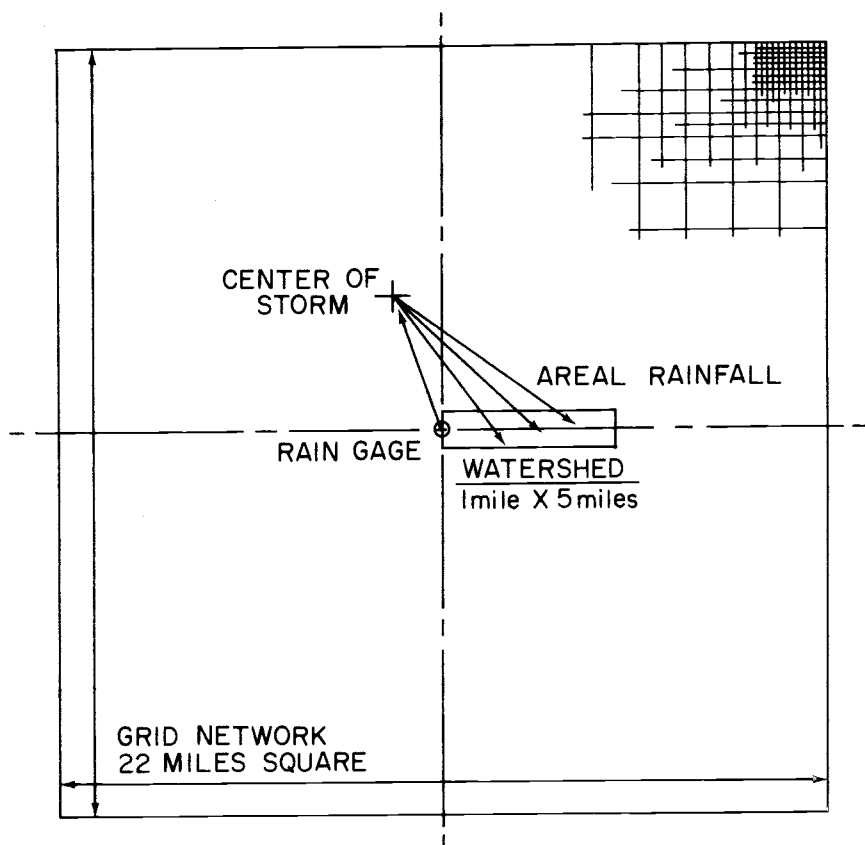 CENTER OF
STORM
AREAL RAINFALL
RAIN GAGE
WATERSHED
1mile X 5miles
GRID NETWORK
22 MILES SQUARE